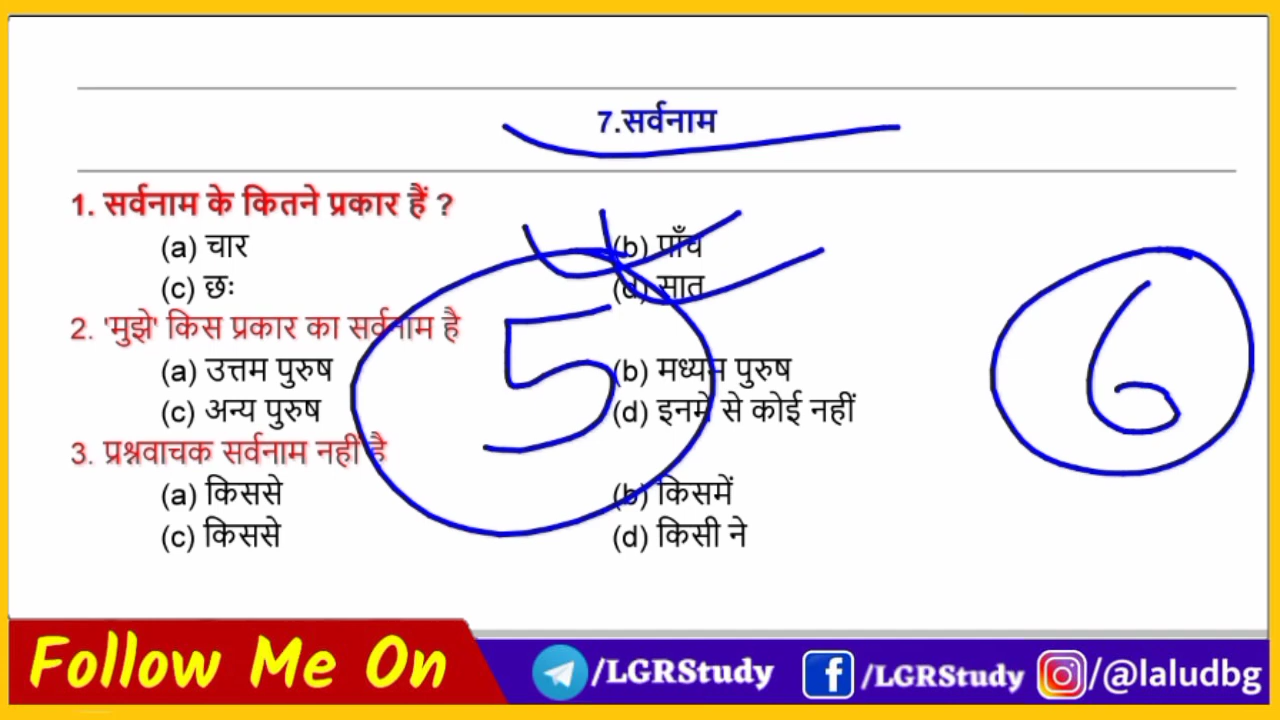 7.सर्वनाम
1. सर्वनाम के कितने प्रकार हैं ?
(a) चार (b) पाँच
(c) छः (d) सात
2. 'मुझे' किस प्रकार का सर्वनाम है
(a) उत्तम पुरुष (b) मध्यम पुरुष
(c) अन्य पुरुष (d) इनमे से कोई नहीं
3. प्रश्नवाचक सर्वनाम नहीं है
(a) किससे (b) किसमें
(c) किससे (d) किसी ने
5
6
Follow Me On /LGRStudy /LGRStudy /@laludbg